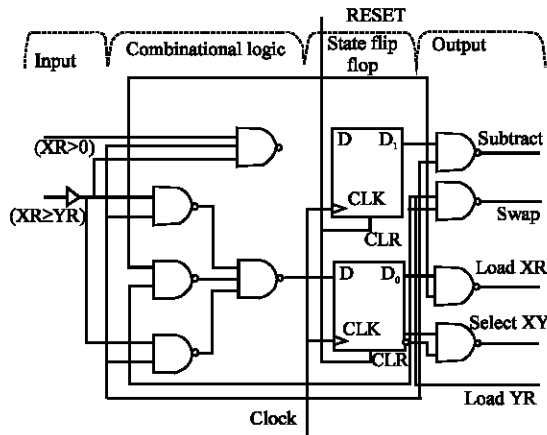 RESET
Input
Combinational logic
State flip
flop
Output
(XR>0)
(XR≥YR)
D
D₁
CLK
CLR
D
D₀
CLK
CLR
Subtract
Swap
Load XR
Select XY
Load YR
Clock